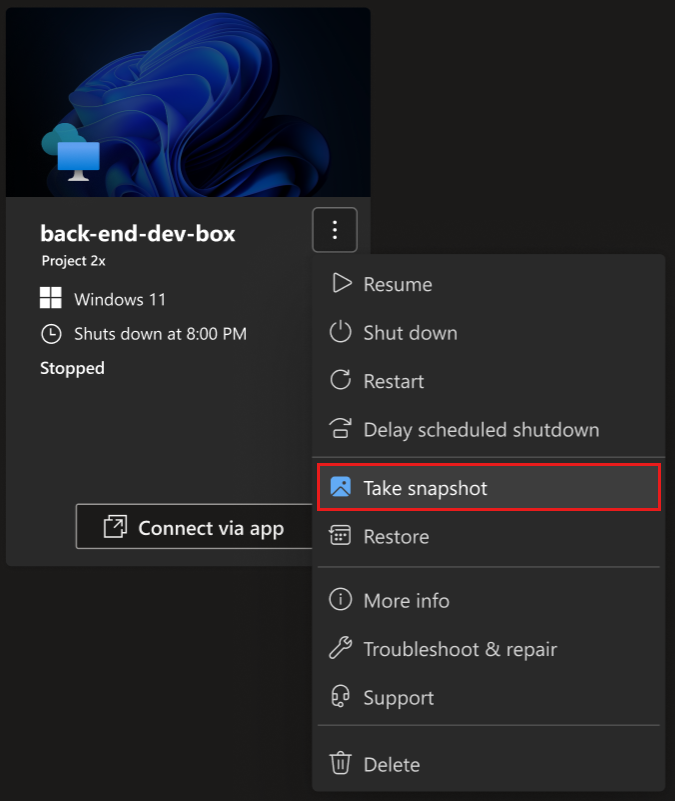 back-end-dev-box
Project 2x
Windows 11
Shuts down at 8:00 PM
Stopped
Connect via app
Resume
Shut down
Restart
Delay scheduled shutdown
Take snapshot
Restore
More info
Troubleshoot & repair
Support
Delete